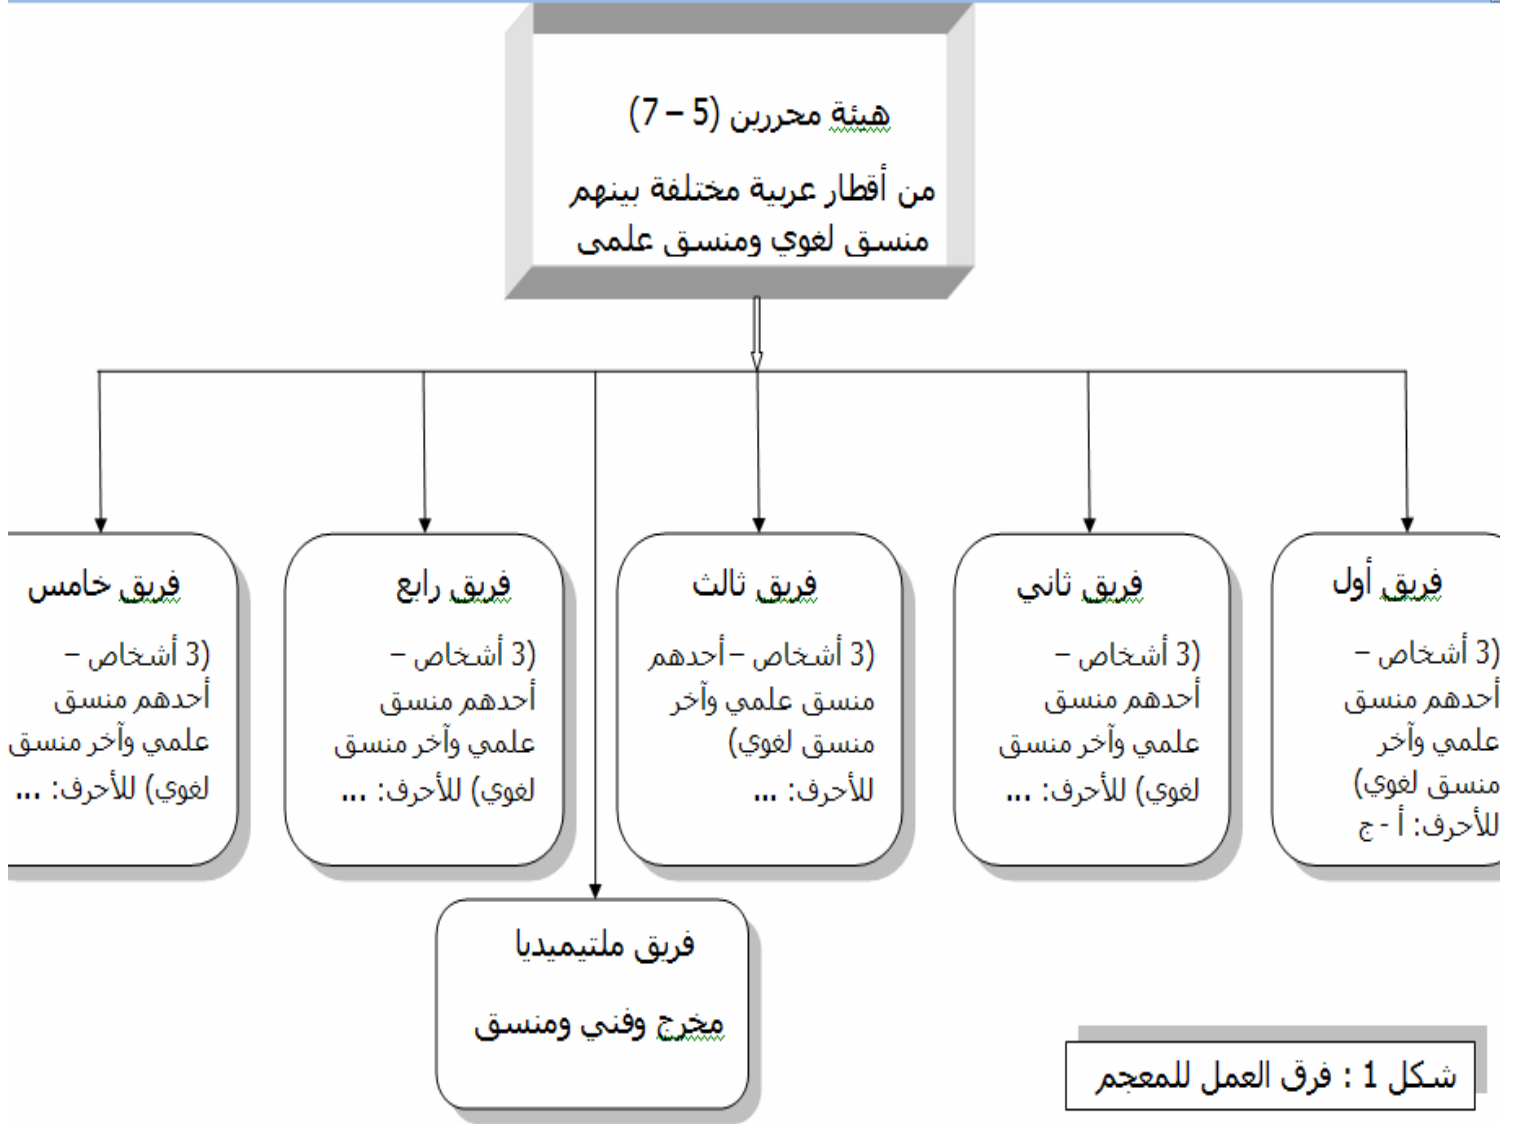 هيئة محررين (5 – 7)
من أقطار عربية مختلفة بينهم
منسق لغوي ومنسق علمي
فريق أول
(3 أشخاص –
أحدهم منسق
علمي وآخر
منسق لغوي)
للأحرف: أ - ج
فريق ثاني
(3 أشخاص –
أحدهم منسق
علمي وآخر منسق
لغوي) للأحرف: ...
فريق ثالث
(3 أشخاص – أحدهم
منسق علمي وآخر
منسق لغوي)
للأحرف: ...
فريق رابع
(3 أشخاص –
أحدهم منسق
علمي وآخر منسق
لغوي) للأحرف: ...
فريق خامس
(3 أشخاص –
أحدهم منسق
علمي وآخر منسق
لغوي) للأحرف: ...
فريق ملتيميديا
مخرج وفني ومنسق
شكل 1 : فرق العمل للمعجم